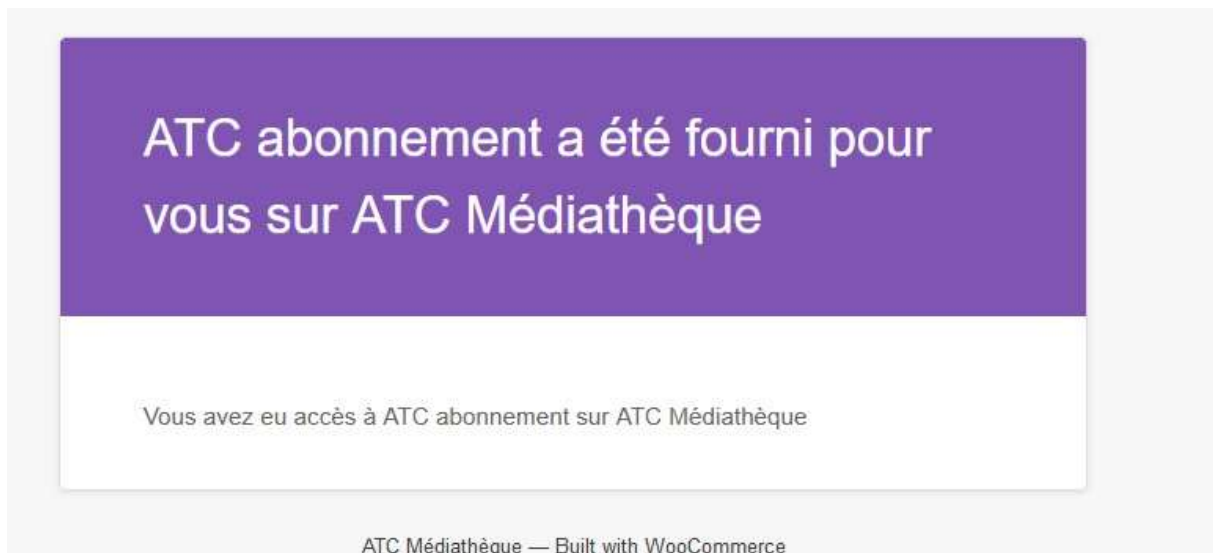 ATC abonnement a été fourni pour
vous sur ATC Médiathèque
Vous avez eu accès à ATC abonnement sur ATC Médiathèque
ATC Médiathèque — Built with WooCommerce